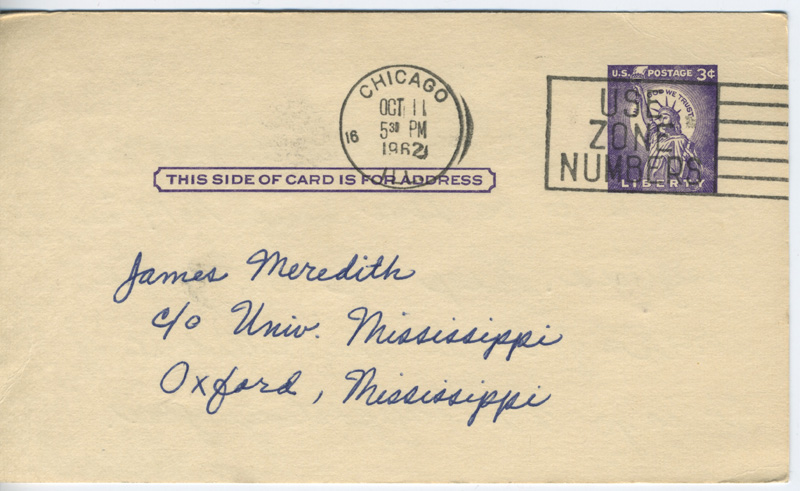 CHICAGO
OCT 11
5 30 PM
1962
16
ILL.
U.S. POSTAGE 3¢
IN GOD WE TRUST
LIBERTY
USE
ZONE
NUMBERS
THIS SIDE OF CARD IS FOR ADDRESS
James Meredith
c/o Univ. Mississippi
Oxford, Mississippi